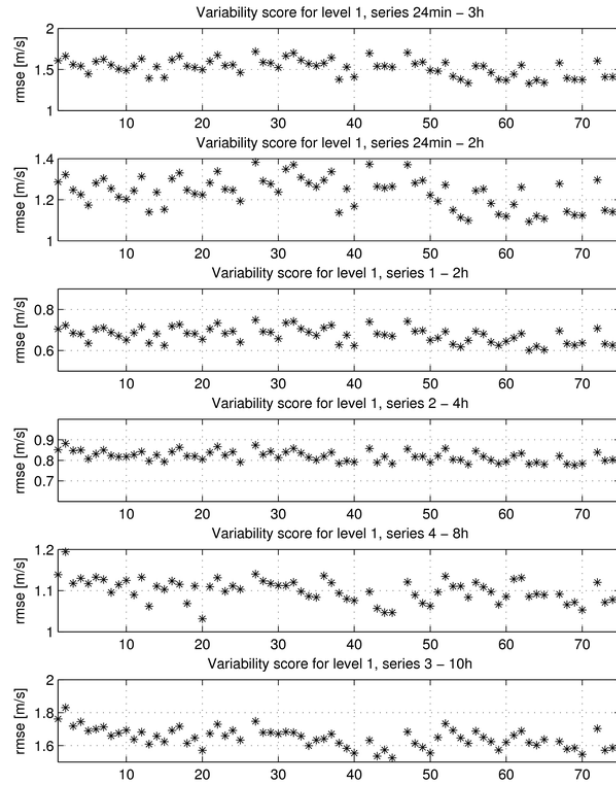 Variability score for level 1, series 24min − 3h
2
1.5
1
rmse [m/s]
10 20 30 40 50 60 70
Variability score for level 1, series 24min − 2h
1.4
1.2
1
rmse [m/s]
10 20 30 40 50 60 70
Variability score for level 1, series 1 − 2h
0.8
0.6
rmse [m/s]
10 20 30 40 50 60 70
Variability score for level 1, series 2 − 4h
0.9
0.8
0.7
rmse [m/s]
10 20 30 40 50 60 70
Variability score for level 1, series 4 − 8h
1.2
1.1
1
rmse [m/s]
10 20 30 40 50 60 70
Variability score for level 1, series 3 − 10h
2
1.8
1.6
rmse [m/s]
10 20 30 40 50 60 70